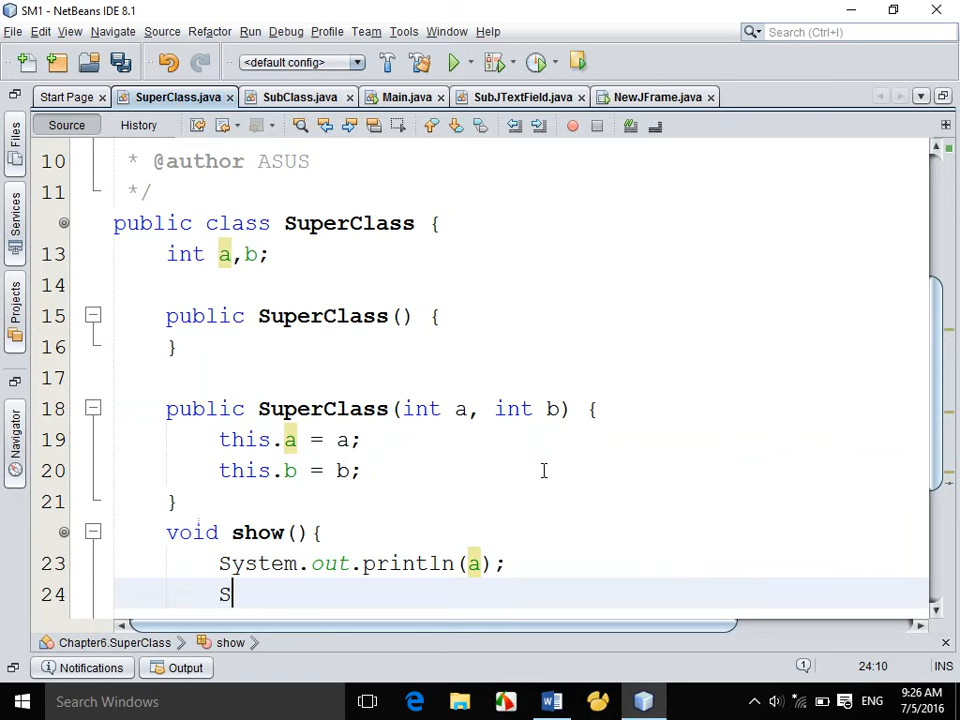 SM1 - NetBeans IDE 8.1
File Edit View Navigate Source Refactor Run Debug Profile Team Tools Window Help
Search (Ctrl+I)
<default config>
Start Page SuperClass.java SubClass.java Main.java SubJTextField.java NewJFrame.java
Source History
Files
Services
Projects
Navigator
10 * @author ASUS
11 */
public class SuperClass {
13 int a,b;
14
15 public SuperClass() {
16 }
17
18 public SuperClass(int a, int b) {
19 this.a = a;
20 this.b = b;
21 }
void show(){
23 System.out.println(a);
24 S
Chapter6.SuperClass show
Notifications Output
1 24:10 INS
Search Windows
ENG
9:26 AM
7/5/2016